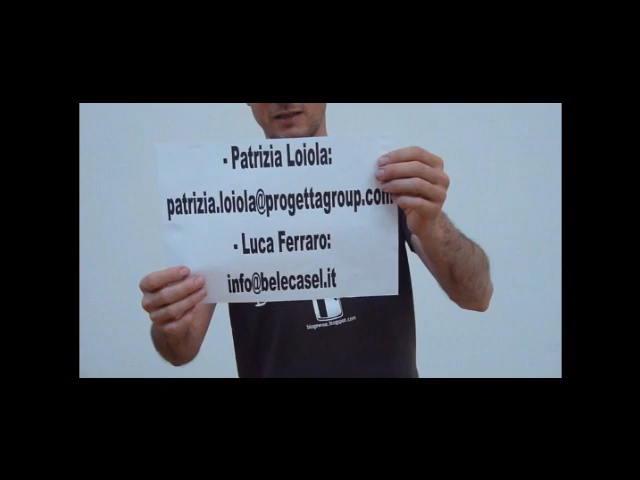 - Patrizia Loiola:
patrizia.loiola@progettagroup.com
- Luca Ferraro:
info@belecasel.it